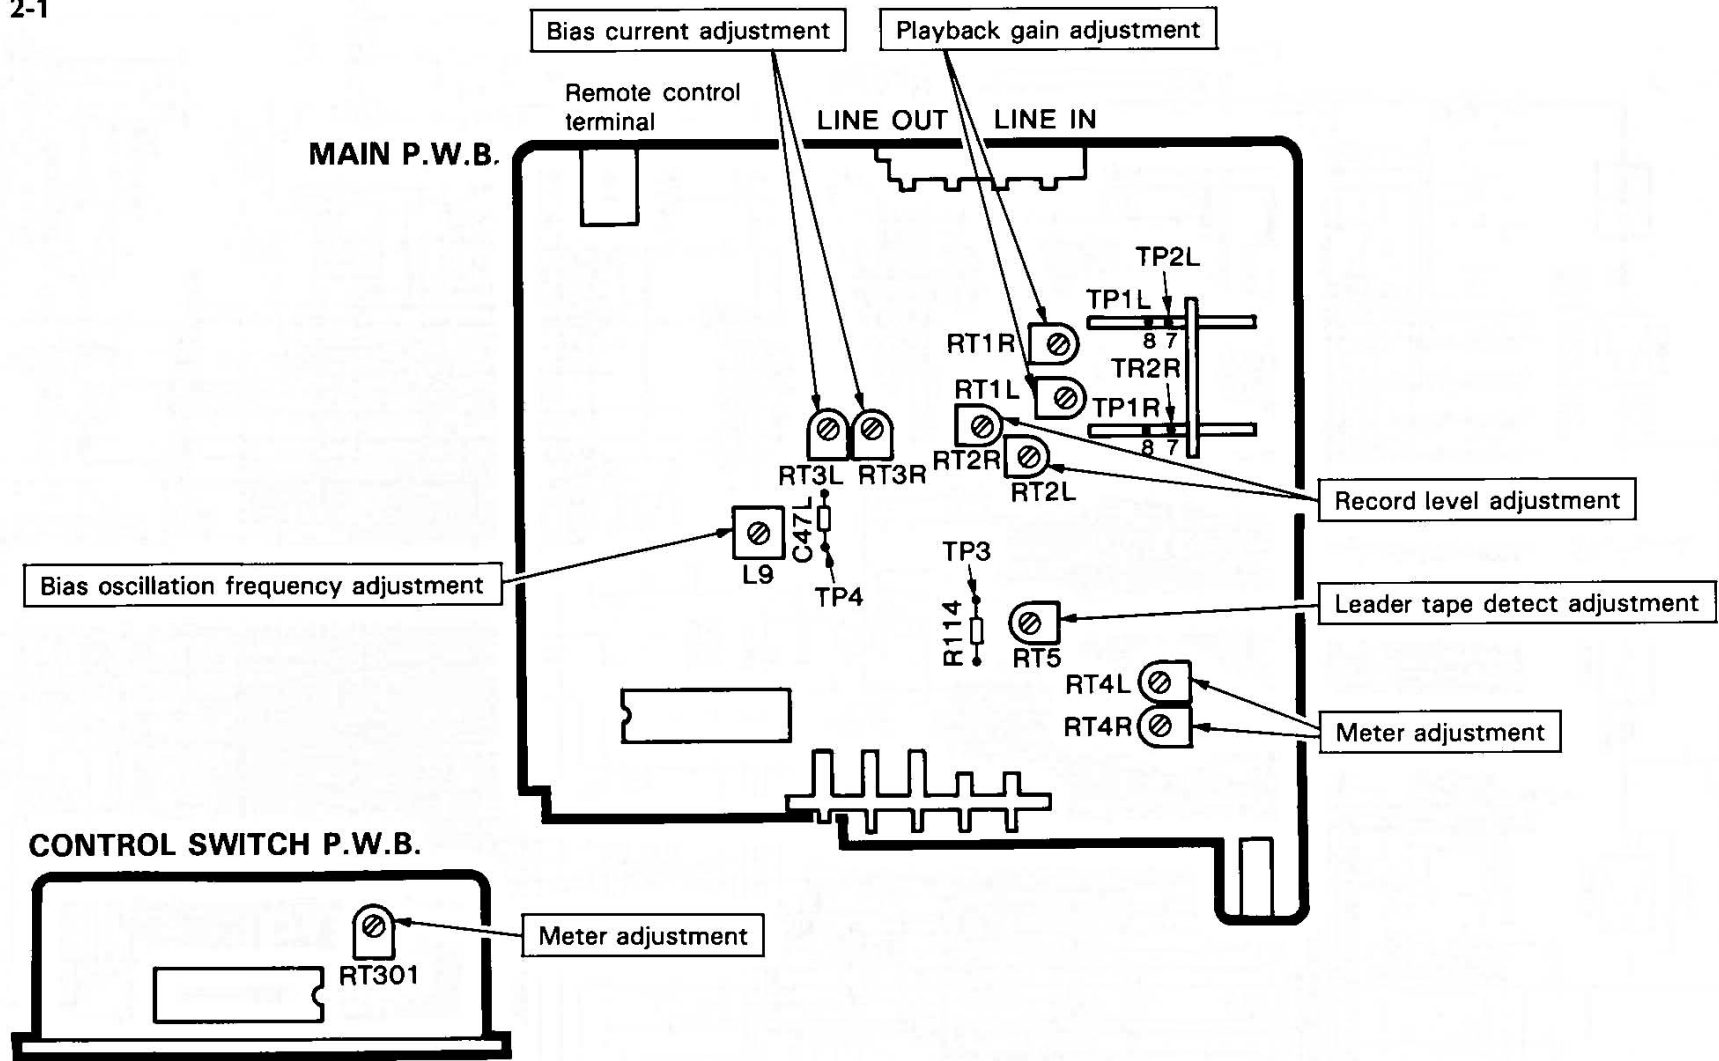 2-1
Bias current adjustment
Playback gain adjustment
Remote control
terminal
LINE OUT
LINE IN
MAIN P.W.B.
TP2L
TP1L
8 7
RT1R
TR2R
RT1L
TP1R
8 7
RT2R
RT2L
RT3L
RT3R
Record level adjustment
C47L
L9
TP4
Bias oscillation frequency adjustment
TP3
R114
RT5
Leader tape detect adjustment
RT4L
RT4R
Meter adjustment
CONTROL SWITCH P.W.B.
RT301
Meter adjustment